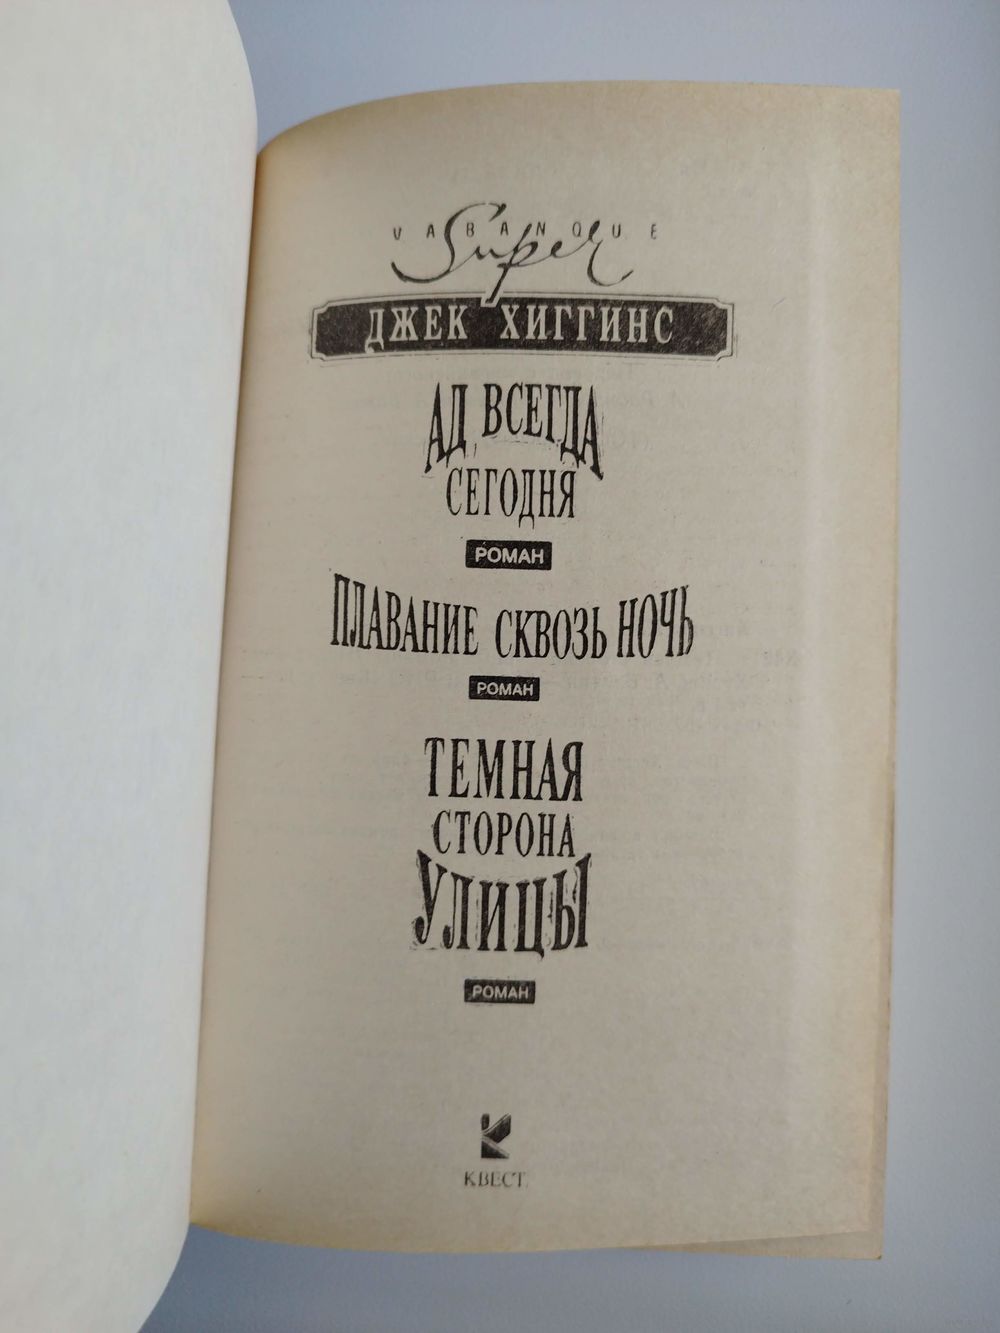 VABANQUE
Super
ДЖЕК ХИГГИНС
АД ВСЕГДА
СЕГОДНЯ
РОМАН
ПЛАВАНИЕ СКВОЗЬ НОЧЬ
РОМАН
ТЕМНАЯ
СТОРОНА
УЛИЦЫ
РОМАН
КВЕСТ